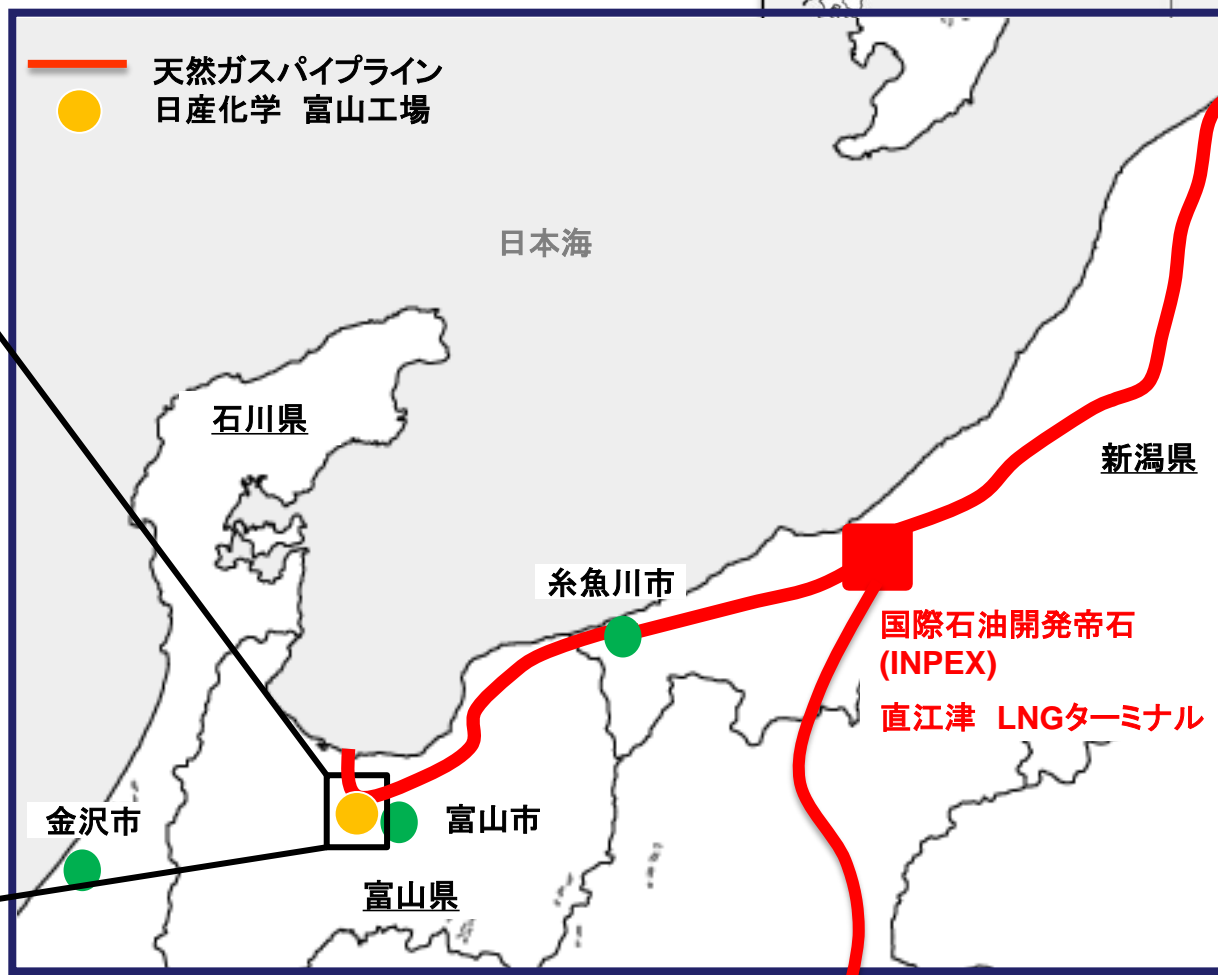 天然ガスパイプライン
日産化学 富山工場
日本海
石川県
新潟県
糸魚川市
国際石油開発帝石
(INPEX)
直江津 LNGターミナル
金沢市
富山市
富山県